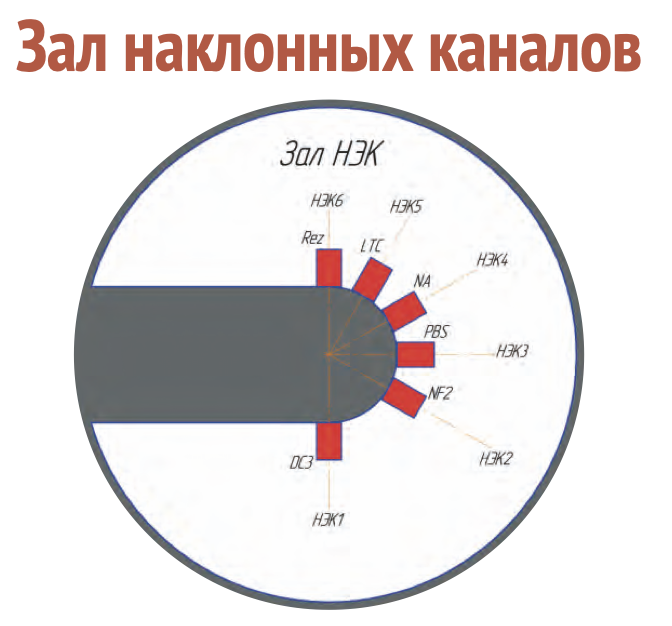 Зал наклонных каналов
Зал НЭК
НЭК6
НЭК5
Rez
LTC
НЭК4
NA
PBS
НЭК3
NF2
НЭК2
DC3
НЭК1